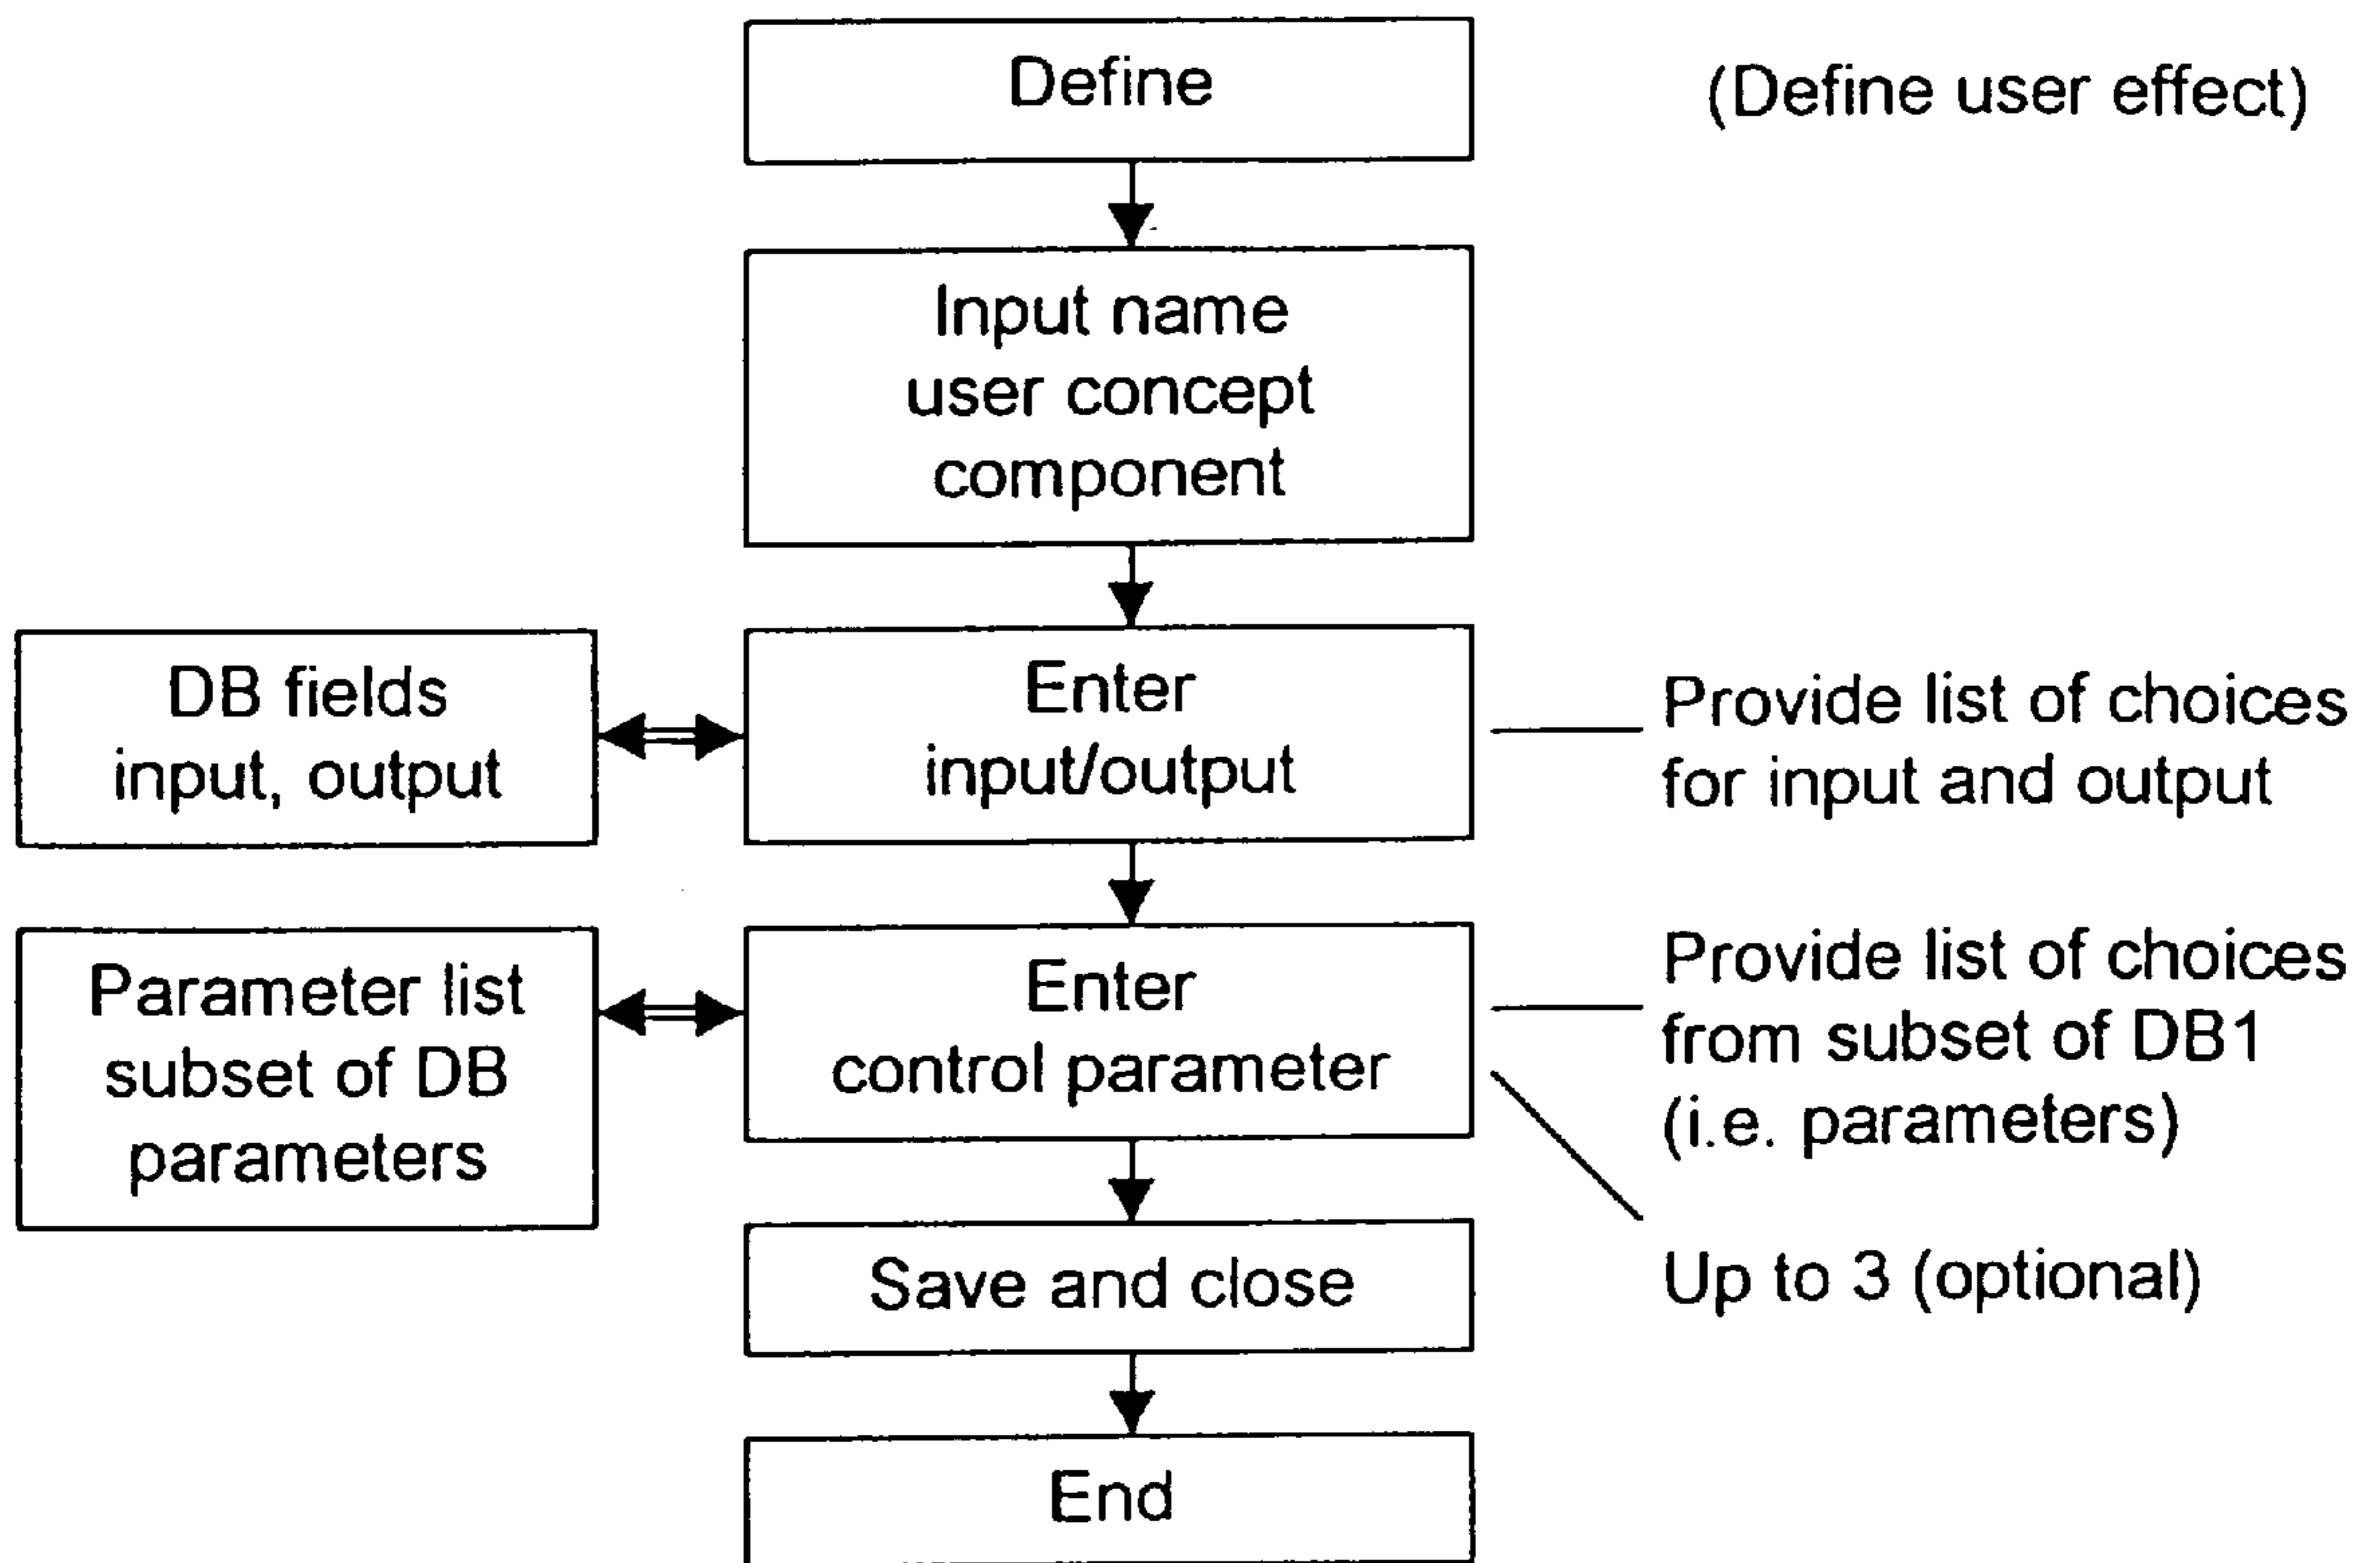 Define
(Define user effect)
Input name
user concept
component
DB fields
input, output
Enter
input/output
Provide list of choices
for input and output
Parameter list
subset of DB
parameters
Enter
control parameter
Provide list of choices
from subset of DB1
(i.e. parameters)
Up to 3 (optional)
Save and close
End